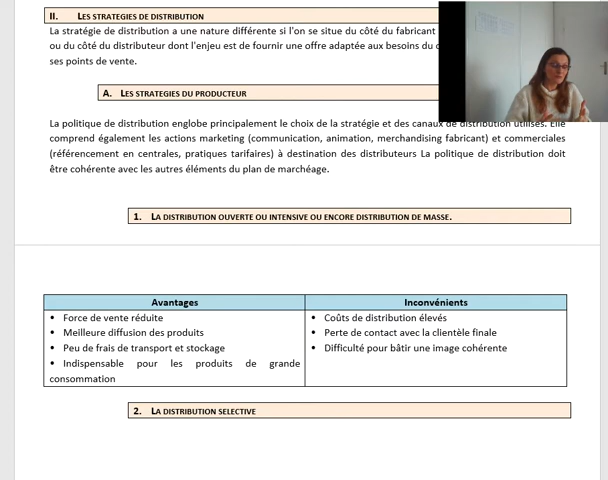 II. LES STRATEGIES DE DISTRIBUTION
La stratégie de distribution a une nature différente si l'on se situe du côté du fabricant
ou du côté du distributeur dont l'enjeu est de fournir une offre adaptée aux besoins du
ses points de vente.
A. LES STRATEGIES DU PRODUCTEUR
La politique de distribution englobe principalement le choix de la stratégie et des canaux de distribution utilisés. Elle
comprend également les actions marketing (communication, animation, merchandising fabricant) et commerciales
(référencement en centrales, pratiques tarifaires) à destination des distributeurs La politique de distribution doit
être cohérente avec les autres éléments du plan de marchéage.
1. LA DISTRIBUTION OUVERTE OU INTENSIVE OU ENCORE DISTRIBUTION DE MASSE.
Avantages
• Force de vente réduite
• Meilleure diffusion des produits
• Peu de frais de transport et stockage
• Indispensable pour les produits de grande
consommation
Inconvénients
• Coûts de distribution élevés
• Perte de contact avec la clientèle finale
• Difficulté pour bâtir une image cohérente
2. LA DISTRIBUTION SELECTIVE